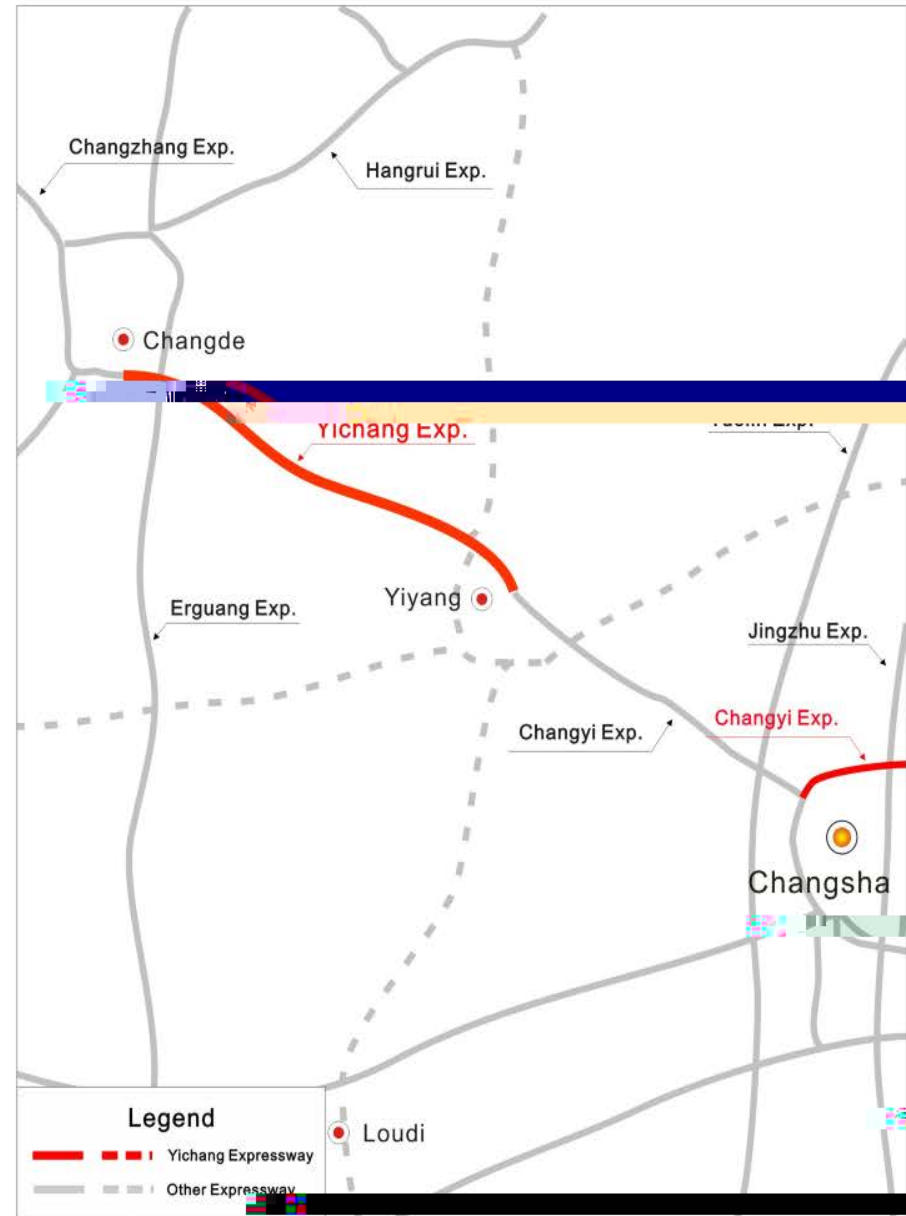 Changzhang Exp.
Hangrui Exp.
Changde
Yichang Exp.
Exp.
Yiyang
Erguang Exp.
Jingzhu Exp.
Changyi Exp.
Changyi Exp.
Changsha
Legend
Yichang Expressway
Other Expressway
Loudi